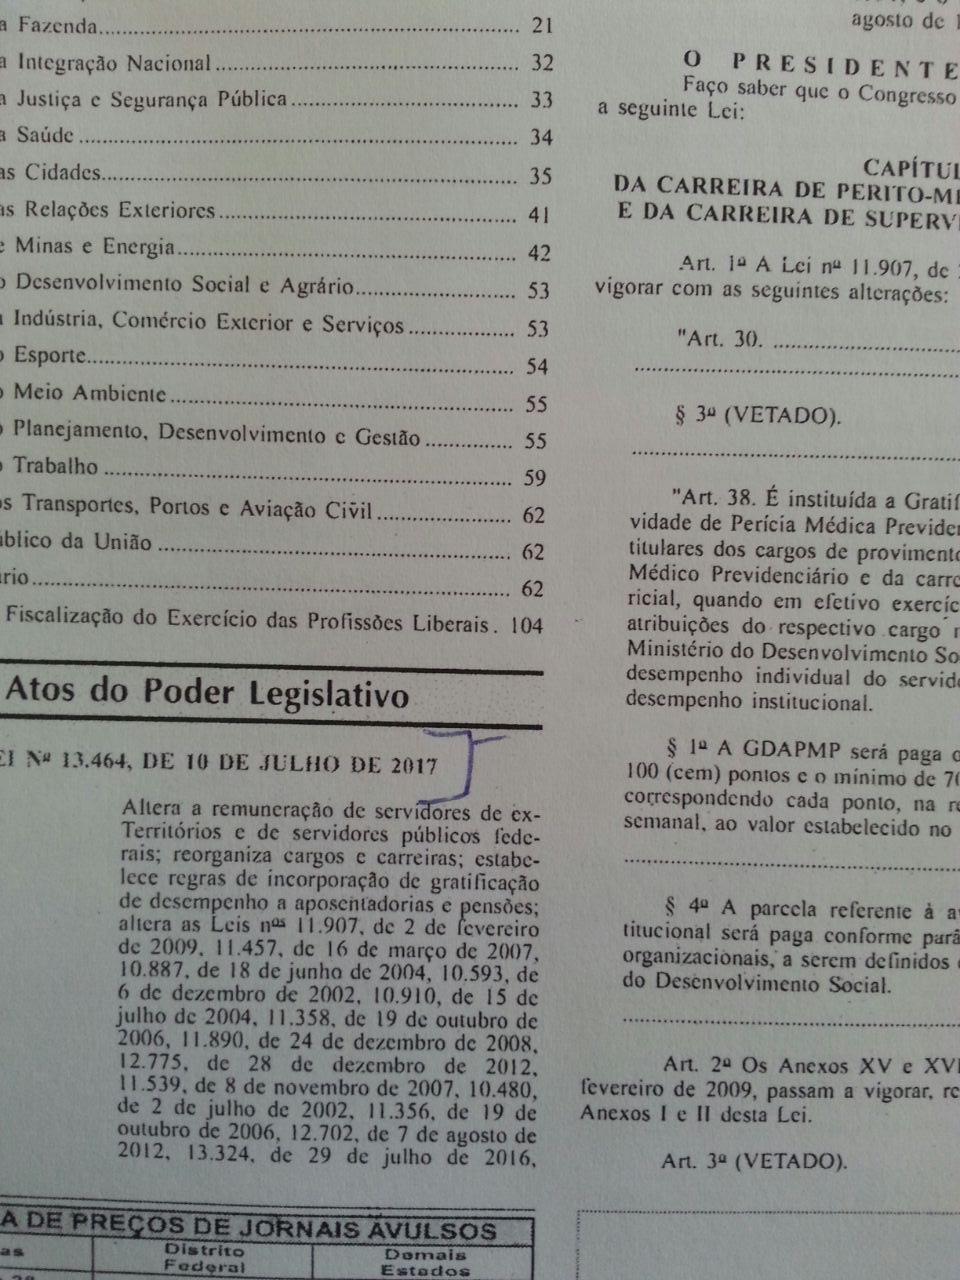 a Fazenda 21
a Integração Nacional 32
a Justiça e Segurança Pública 33
a Saúde 34
as Cidades 35
as Relações Exteriores 41
e Minas e Energia 42
o Desenvolvimento Social e Agrário 53
a Indústria, Comércio Exterior e Serviços 53
o Esporte 54
o Meio Ambiente 55
o Planejamento, Desenvolvimento e Gestão 55
o Trabalho 59
os Transportes, Portos e Aviação Civil 62
úblico da União 62
ário 62
Fiscalização do Exercício das Profissões Liberais. 104
Atos do Poder Legislativo
EI Nº 13.464, DE 10 DE JULHO DE 2017
Altera a remuneração de servidores de ex-
Territórios e de servidores públicos fede-
rais; reorganiza cargos e carreiras; estabe-
lece regras de incorporação de gratificação
de desempenho a aposentadorias e pensões;
altera as Leis nºs 11.907, de 2 de fevereiro
de 2009, 11.457, de 16 de março de 2007,
10.887, de 18 de junho de 2004, 10.593, de
6 de dezembro de 2002, 10.910, de 15 de
julho de 2004, 11.358, de 19 de outubro de
2006, 11.890, de 24 de dezembro de 2008,
12.775, de 28 de dezembro de 2012,
11.539, de 8 de novembro de 2007, 10.480,
de 2 de julho de 2002, 11.356, de 19 de
outubro de 2006, 12.702, de 7 de agosto de
2012, 13.324, de 29 de julho de 2016,
A DE PREÇOS DE JORNAIS AVULSOS
as
Distrito
Federal
Demais
Estados
agosto de
O PRESIDENTE
Faço saber que o Congresso
a seguinte Lei:
CAPÍTUL
DA CARREIRA DE PERITO-MÉ
E DA CARREIRA DE SUPERVI
Art. 1º A Lei nº 11.907, de
vigorar com as seguintes alterações:
"Art. 30.
§ 3º (VETADO).
"Art. 38. É instituída a Gratif
vidade de Perícia Médica Previden
titulares dos cargos de provimento
Médico Previdenciário e da carre
ricial, quando em efetivo exercíc
atribuições do respectivo cargo n
Ministério do Desenvolvimento So
desempenho individual do servido
desempenho institucional.
§ 1º A GDAPMP será paga o
100 (cem) pontos e o mínimo de 70
correspondendo cada ponto, na re
semanal, ao valor estabelecido no
§ 4º A parcela referente à av
titucional será paga conforme parâ
organizacionais, a serem definidos
do Desenvolvimento Social.
Art. 2º Os Anexos XV e XVI
fevereiro de 2009, passam a vigorar, re
Anexos I e II desta Lei.
Art. 3º (VETADO).